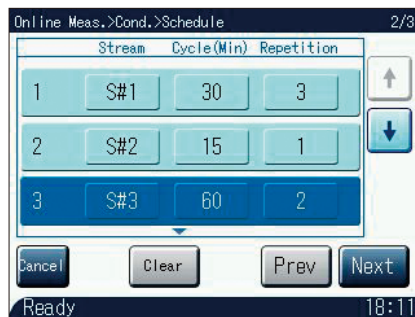 Online Meas.>Cond.>Schedule 2/3
Stream Cycle(Min) Repetition
1 S#1 30 3
2 S#2 15 1
3 S#3 60 2
Cancel Clear Prev Next
Ready 18:11